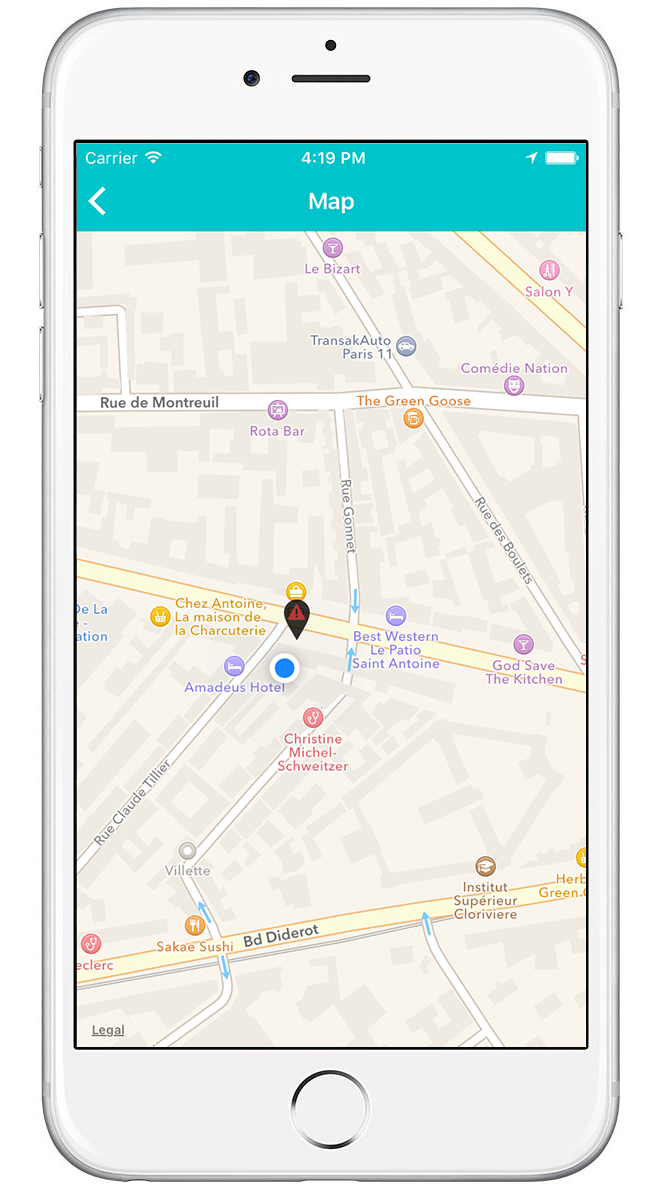 Carrier
4:19 PM
Map
Le Bizart
Salon Y
TransakAuto
Paris 11
Comédie Nation
Rue de Montreuil
The Green Goose
Rota Bar
Rue Gonnet
Rue des Boulets
Chez Antoine,
La maison de
la Charcuterie
De La
e -
ation
Best Western
Le Patio
Saint Antoine
God Save
The Kitchen
S
Amadeus Hotel
Christine
Michel-
Schweitzer
Rue Claude Tillier
Villette
Institut
Supérieur
Clorivière
Herb
Green C
Sakae Sushi
Bd Diderot
eclerc
Legal